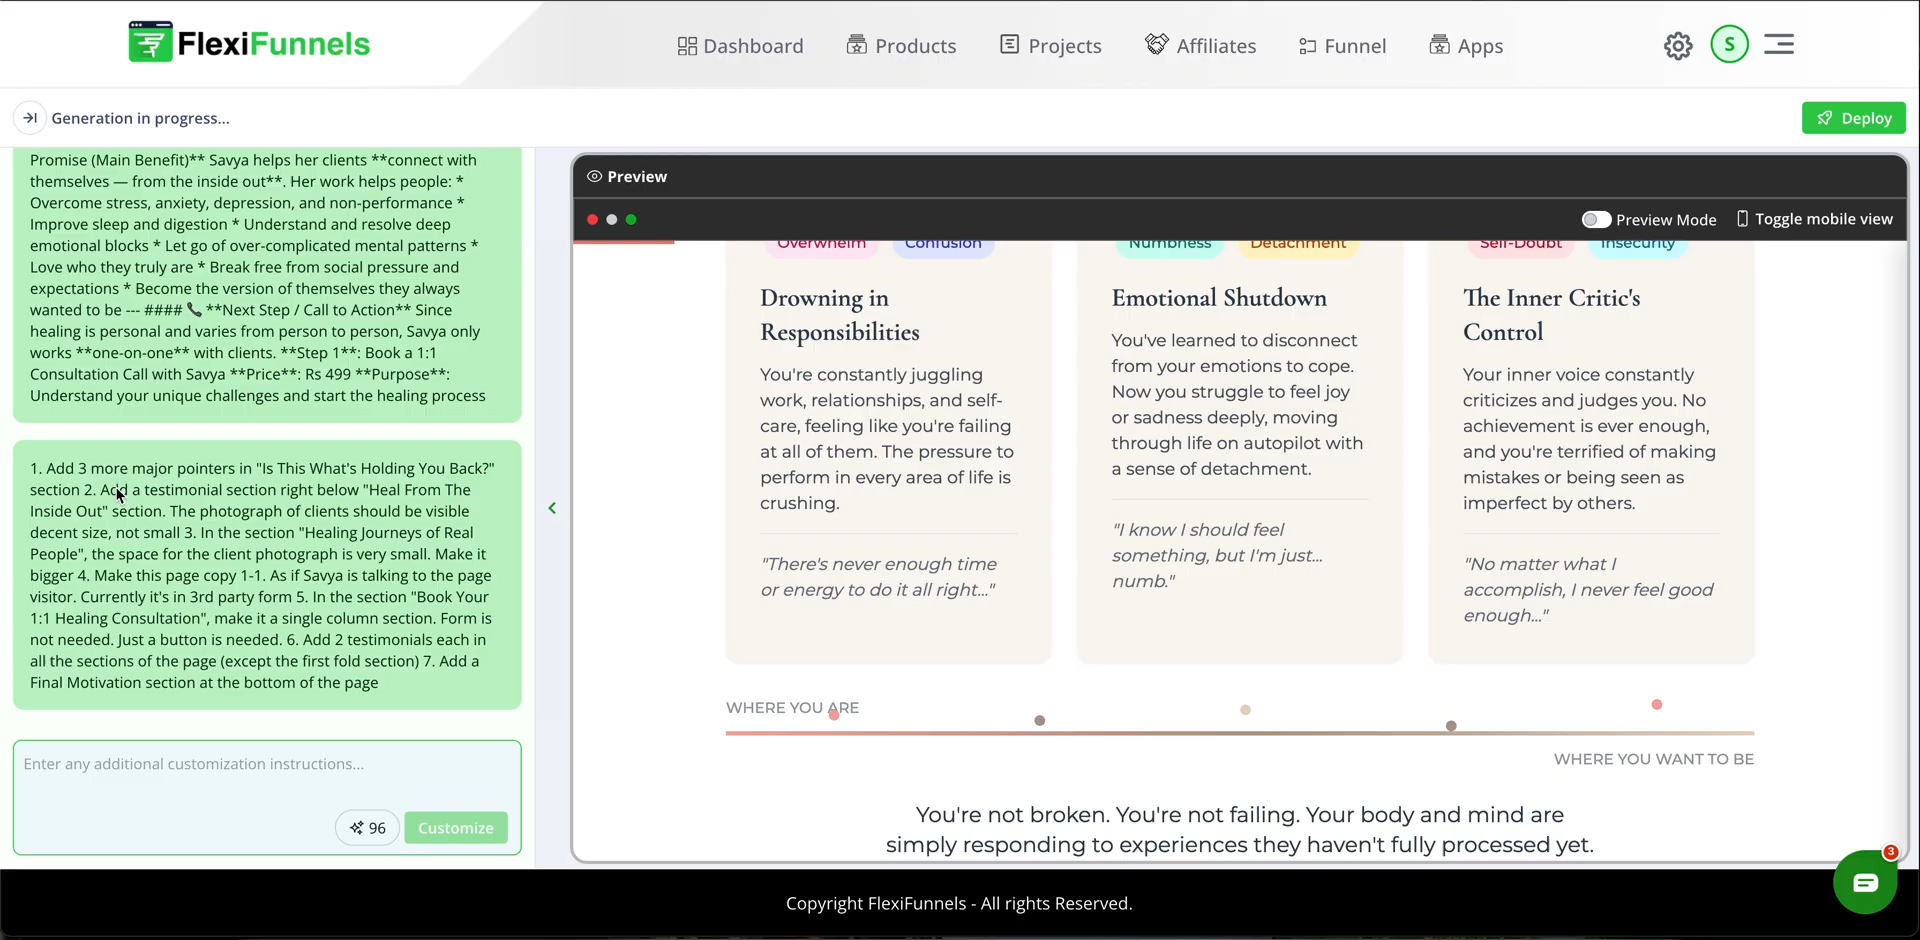 FlexiFunnels
Dashboard
Products
Projects
Affiliates
Funnel
Apps
S
Generation in progress...
Deploy
Promise (Main Benefit)** Savya helps her clients **connect with
themselves — from the inside out**. Her work helps people: *
Overcome stress, anxiety, depression, and non-performance *
Improve sleep and digestion * Understand and resolve deep
emotional blocks * Let go of over-complicated mental patterns *
Love who they truly are * Break free from social pressure and
expectations * Become the version of themselves they always
wanted to be --- #### 📞 **Next Step / Call to Action** Since
healing is personal and varies from person to person, Savya only
works **one-on-one** with clients. **Step 1**: Book a 1:1
Consultation Call with Savya **Price**: Rs 499 **Purpose**:
Understand your unique challenges and start the healing process
1. Add 3 more major pointers in "Is This What's Holding You Back?"
section 2. Add a testimonial section right below "Heal From The
Inside Out" section. The photograph of clients should be visible
decent size, not small 3. In the section "Healing Journeys of Real
People", the space for the client photograph is very small. Make it
bigger 4. Make this page copy 1-1. As if Savya is talking to the page
visitor. Currently it's in 3rd party form 5. In the section "Book Your
1:1 Healing Consultation", make it a single column section. Form is
not needed. Just a button is needed. 6. Add 2 testimonials each in
all the sections of the page (except the first fold section) 7. Add a
Final Motivation section at the bottom of the page
Enter any additional customization instructions...
96
Customize
Preview
Preview Mode
Toggle mobile view
Overwhelm
Confusion
Drowning in
Responsibilities
You're constantly juggling
work, relationships, and self-
care, feeling like you're failing
at all of them. The pressure to
perform in every area of life is
crushing.
"There's never enough time
or energy to do it all right..."
Numbness
Detachment
Emotional Shutdown
You've learned to disconnect
from your emotions to cope.
Now you struggle to feel joy
or sadness deeply, moving
through life on autopilot with
a sense of detachment.
"I know I should feel
something, but I'm just...
numb."
Self-Doubt
Insecurity
The Inner Critic's
Control
Your inner voice constantly
criticizes and judges you. No
achievement is ever enough,
and you're terrified of making
mistakes or being seen as
imperfect by others.
"No matter what I
accomplish, I never feel good
enough..."
WHERE YOU ARE
WHERE YOU WANT TO BE
You're not broken. You're not failing. Your body and mind are
simply responding to experiences they haven't fully processed yet.
3
Copyright FlexiFunnels - All rights Reserved.